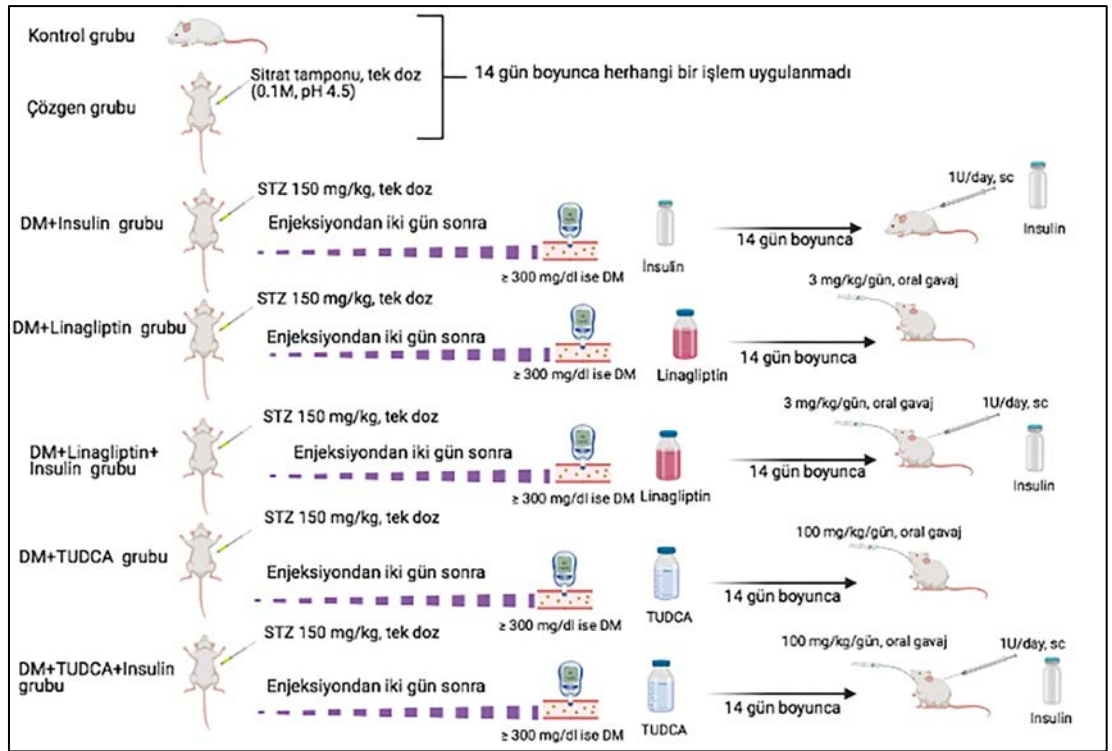 Kontrol grubu
Çözgen grubu
Sitrat tamponu, tek doz
(0.1M, pH 4.5)
14 gün boyunca herhangi bir işlem uygulanmadı
DM+Insulin grubu
STZ 150 mg/kg, tek doz
Enjeksiyondan iki gün sonra
≥ 300 mg/dl ise DM
İnsulin
14 gün boyunca
1U/day, sc
Insulin
DM+Linagliptin grubu
STZ 150 mg/kg, tek doz
Enjeksiyondan iki gün sonra
≥ 300 mg/dl ise DM
Linagliptin
14 gün boyunca
3 mg/kg/gün, oral gavaj
DM+Linagliptin+
Insulin grubu
STZ 150 mg/kg, tek doz
Enjeksiyondan iki gün sonra
≥ 300 mg/dl ise DM
Linagliptin
14 gün boyunca
3 mg/kg/gün, oral gavaj
1U/day, sc
Insulin
DM+TUDCA grubu
STZ 150 mg/kg, tek doz
Enjeksiyondan iki gün sonra
≥ 300 mg/dl ise DM
TUDCA
14 gün boyunca
100 mg/kg/gün, oral gavaj
DM+TUDCA+Insulin
grubu
STZ 150 mg/kg, tek doz
Enjeksiyondan iki gün sonra
≥ 300 mg/dl ise DM
TUDCA
14 gün boyunca
100 mg/kg/gün, oral gavaj
1U/day, sc
Insulin